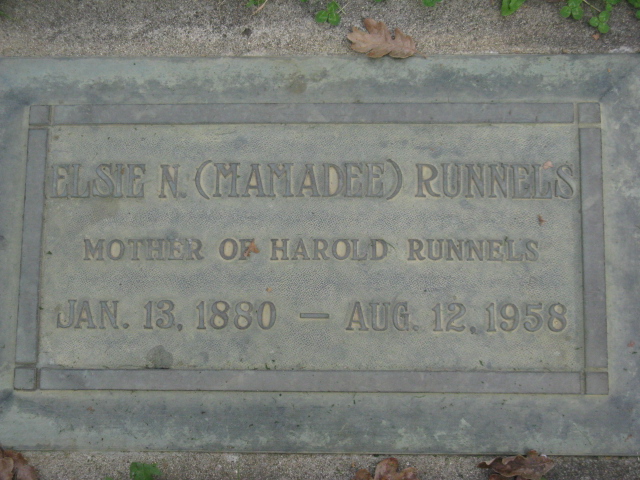 ELSIE N. (MAMADEE) RUNNELS
MOTHER OF HAROLD RUNNELS
JAN. 13, 1880 — AUG. 12, 1958